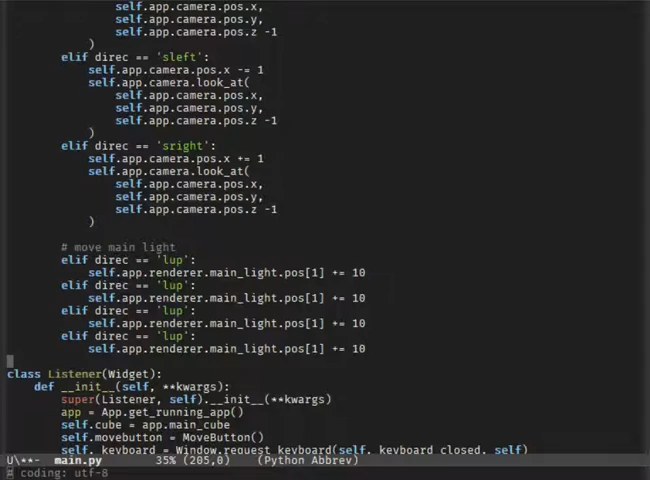 self.app.camera.pos.x,
self.app.camera.pos.y,
self.app.camera.pos.z -1
)
elif direc == 'sleft':
self.app.camera.pos.x -= 1
self.app.camera.look_at(
self.app.camera.pos.x,
self.app.camera.pos.y,
self.app.camera.pos.z -1
)
elif direc == 'sright':
self.app.camera.pos.x += 1
self.app.camera.look_at(
self.app.camera.pos.x,
self.app.camera.pos.y,
self.app.camera.pos.z -1
)
# move main light
elif direc == 'lup':
self.app.renderer.main_light.pos[1] += 10
elif direc == 'lup':
self.app.renderer.main_light.pos[1] += 10
elif direc == 'lup':
self.app.renderer.main_light.pos[1] += 10
elif direc == 'lup':
self.app.renderer.main_light.pos[1] += 10
class Listener(Widget):
def __init__(self, **kwargs):
super(Listener, self).__init__(**kwargs)
app = App.get_running_app()
self.cube = app.main_cube
self.movebutton = MoveButton()
self._keyboard = Window.request_keyboard(self._keyboard_closed, self)
U\**- main.py 35% (205,0) (Python Abbrev)
# coding: utf-8